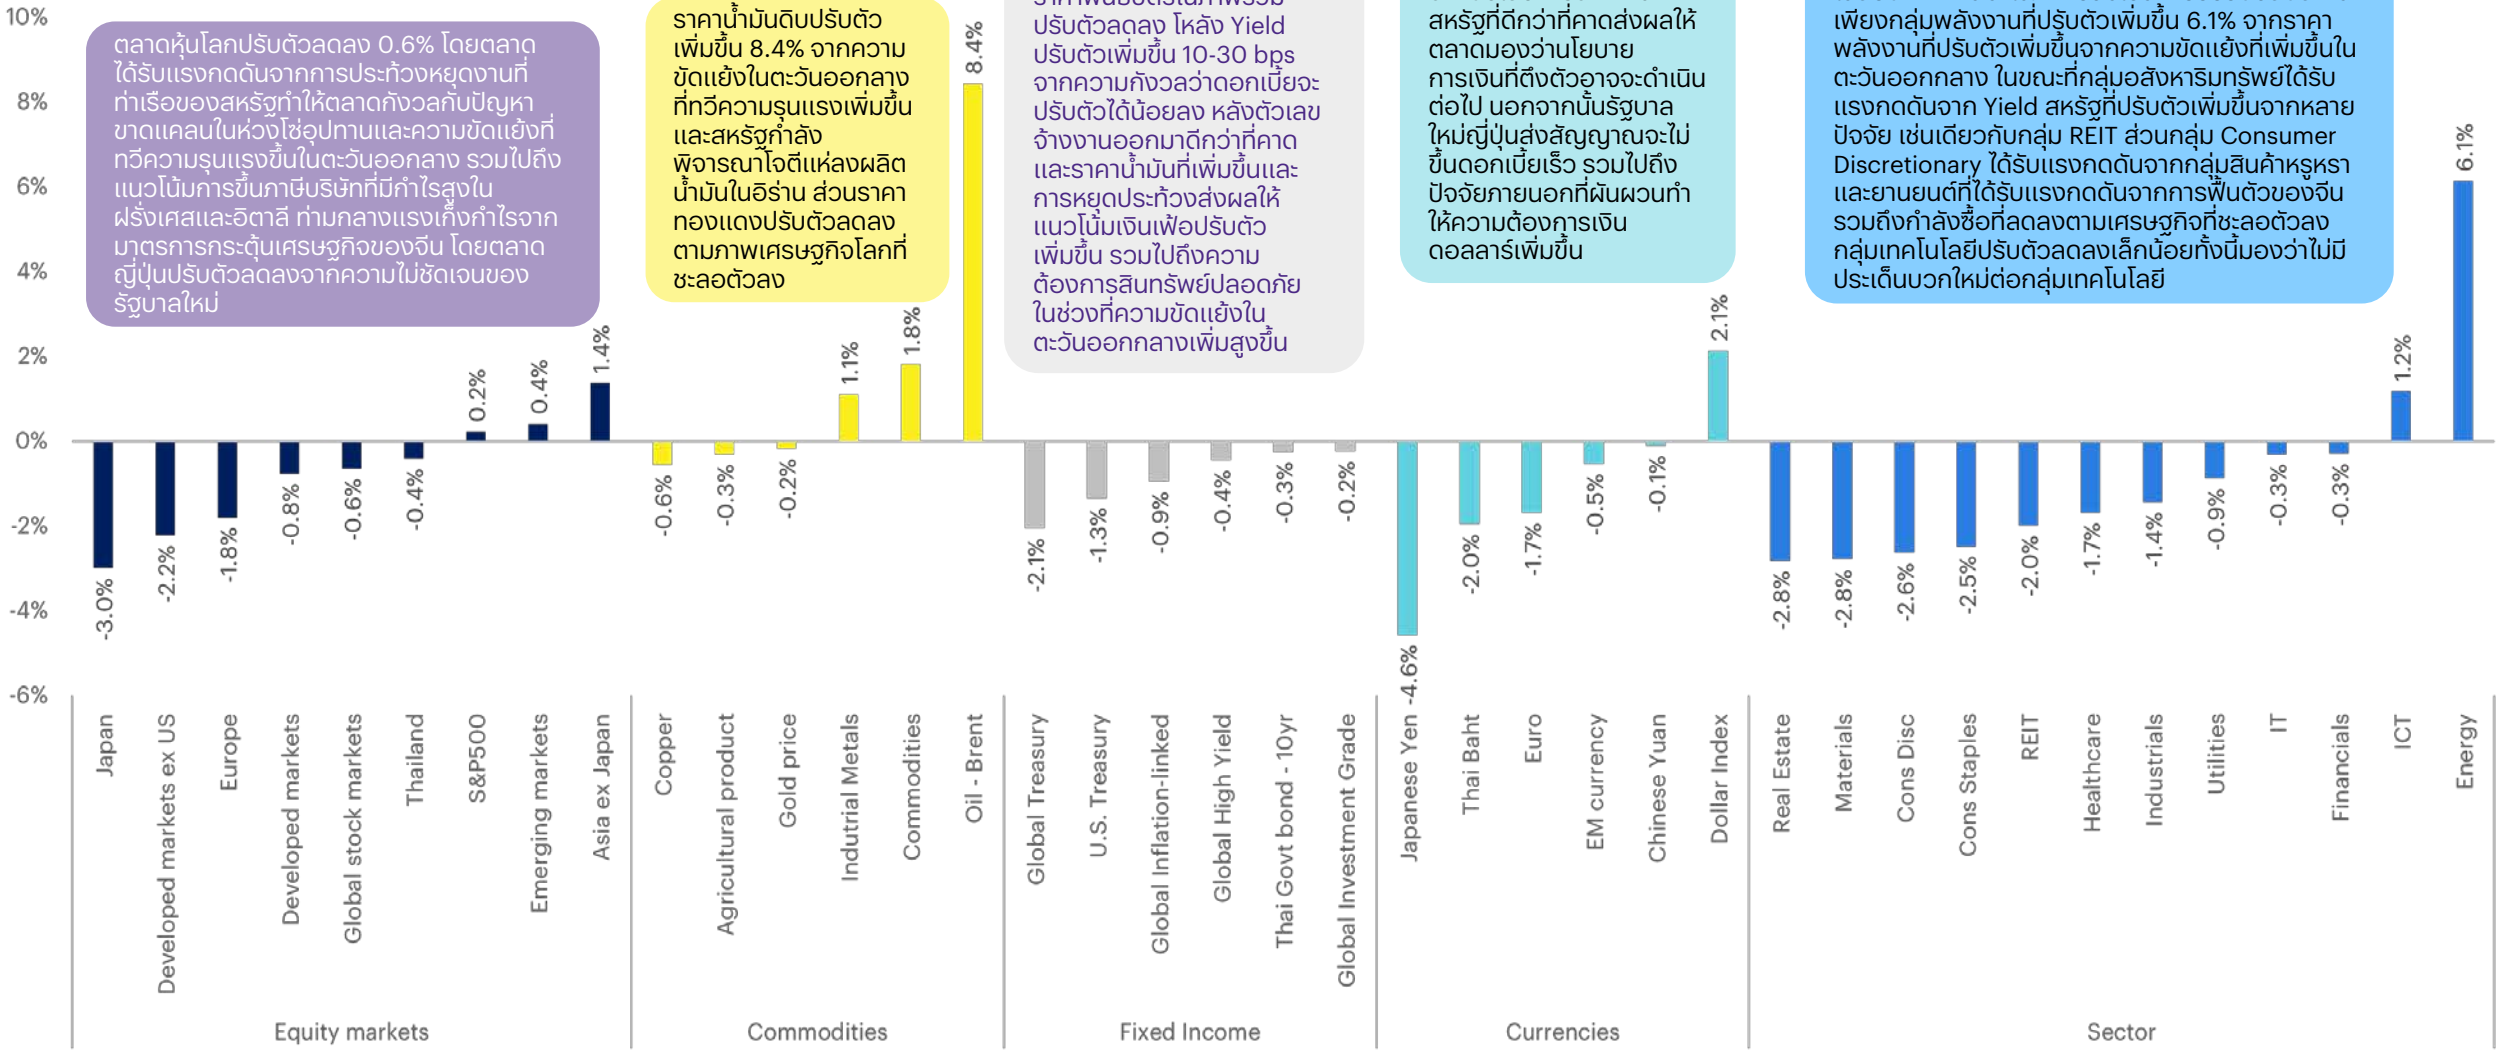 10%
8%
6%
4%
2%
0%
-2%
-4%
-6%
ตลาดหุ้นโลกปรับตัวลดลง 0.6% โดยตลาด
ได้รับแรงกดดันจากการประท้วงหยุดงานที่
ท่าเรือของสหรัฐทำให้ตลาดกังวลกับปัญหา
ขาดแคลนในห่วงโซ่อุปทานและความขัดแย้งที่
ทวีความรุนแรงขึ้นในตะวันออกลาง รวมไปถึง
แนวโน้มการขึ้นภาษีบริษัทที่มีกำไรสูงใน
ฝรั่งเศสและอิตาลี ท่ามกลางแรงเก็งกำไรจาก
มาตรการกระตุ้นเศรษฐกิจของจีน โดยตลาด
ญี่ปุ่นปรับตัวลดลงจากความไม่ชัดเจนของ
รัฐบาลใหม่
ราคาน้ำมันดิบปรับตัว
เพิ่มขึ้น 8.4% จากความ
ขัดแย้งในตะวันออกลาง
ที่ทวีความรุนแรงเพิ่มขึ้น
และสหรัฐกำลัง
พิจารณาโจตีแห่ลงผลิต
น้ำมันในอิร่าน ส่วนราคา
ทองแดงปรับตัวลดลง
ตามภาพเศรษฐกิจโลกที่
ชะลอตัวลง
ราคาพันธบัตรในภาพรวม
ปรับตัวลดลง โหลัง Yield
ปรับตัวเพิ่มขึ้น 10-30 bps
จากความกังวลว่าดอกเบี้ยจะ
ปรับตัวได้น้อยลง หลังตัวเลข
จ้างงานออกมาดีกว่าที่คาด
และราคาน้ำมันที่เพิ่มขึ้นและ
การหยุดประท้วงส่งผลให้
แนวโน้มเงินเฟ้อปรับตัว
เพิ่มขึ้น รวมไปถึงความ
ต้องการสินทรัพย์ปลอดภัย
ในช่วงที่ความขัดแย้งใน
ตะวันออกกลางเพิ่มสูงขึ้น
สหรัฐที่ดีกว่าที่คาดส่งผลให้
ตลาดมองว่านโยบาย
การเงินที่ตึงตัวอาจจะดำเนิน
ต่อไป นอกจากนั้นรัฐบาล
ใหม่ญี่ปุ่นส่งสัญญาณจะไม่
ขึ้นดอกเบี้ยเร็ว รวมไปถึง
ปัจจัยภายนอกที่ผันผวนทำ
ให้ความต้องการเงิน
ดอลลาร์เพิ่มขึ้น
เพียงกลุ่มพลังงานที่ปรับตัวเพิ่มขึ้น 6.1% จากราคา
พลังงานที่ปรับตัวเพิ่มขึ้นจากความขัดแย้งที่เพิ่มขึ้นใน
ตะวันออกกลาง ในขณะที่กลุ่มอสังหาริมทรัพย์ได้รับ
แรงกดดันจาก Yield สหรัฐที่ปรับตัวเพิ่มขึ้นจากหลาย
ปัจจัย เช่นเดียวกับกลุ่ม REIT ส่วนกลุ่ม Consumer
Discretionary ได้รับแรงกดดันจากกลุ่มสินค้าหรูหรา
และยานยนต์ที่ได้รับแรงกดดันจากการฟื้นตัวของจีน
รวมถึงกำลังซื้อที่ลดลงตามเศรษฐกิจที่ชะลอตัวลง
กลุ่มเทคโนโลยีปรับตัวลดลงเล็กน้อยทั้งนี้มองว่าไม่มี
ประเด็นบวกใหม่ต่อกลุ่มเทคโนโลยี
-3.0%
-2.2%
-1.8%
-0.8%
-0.6%
-0.4%
0.2%
0.4%
1.4%
-0.6%
-0.3%
-0.2%
1.1%
1.8%
8.4%
-2.1%
-1.3%
-0.9%
-0.4%
-0.3%
-0.2%
-4.6%
-2.0%
-1.7%
-0.5%
-0.1%
2.1%
-2.8%
-2.8%
-2.6%
-2.5%
-2.0%
-1.7%
-1.4%
-0.9%
-0.3%
-0.3%
1.2%
6.1%
Japan
Developed markets ex US
Europe
Developed markets
Global stock markets
Thailand
S&P500
Emerging markets
Asia ex Japan
Copper
Agricultural product
Gold price
Indutrial Metals
Commodities
Oil - Brent
Global Treasury
U.S. Treasury
Global Inflation-linked
Global High Yield
Thai Govt bond - 10yr
Global Investment Grade
Japanese Yen
Thai Baht
Euro
EM currency
Chinese Yuan
Dollar Index
Real Estate
Materials
Cons Disc
Cons Staples
REIT
Healthcare
Industrials
Utilities
IT
Financials
ICT
Energy
Equity markets
Commodities
Fixed Income
Currencies
Sector